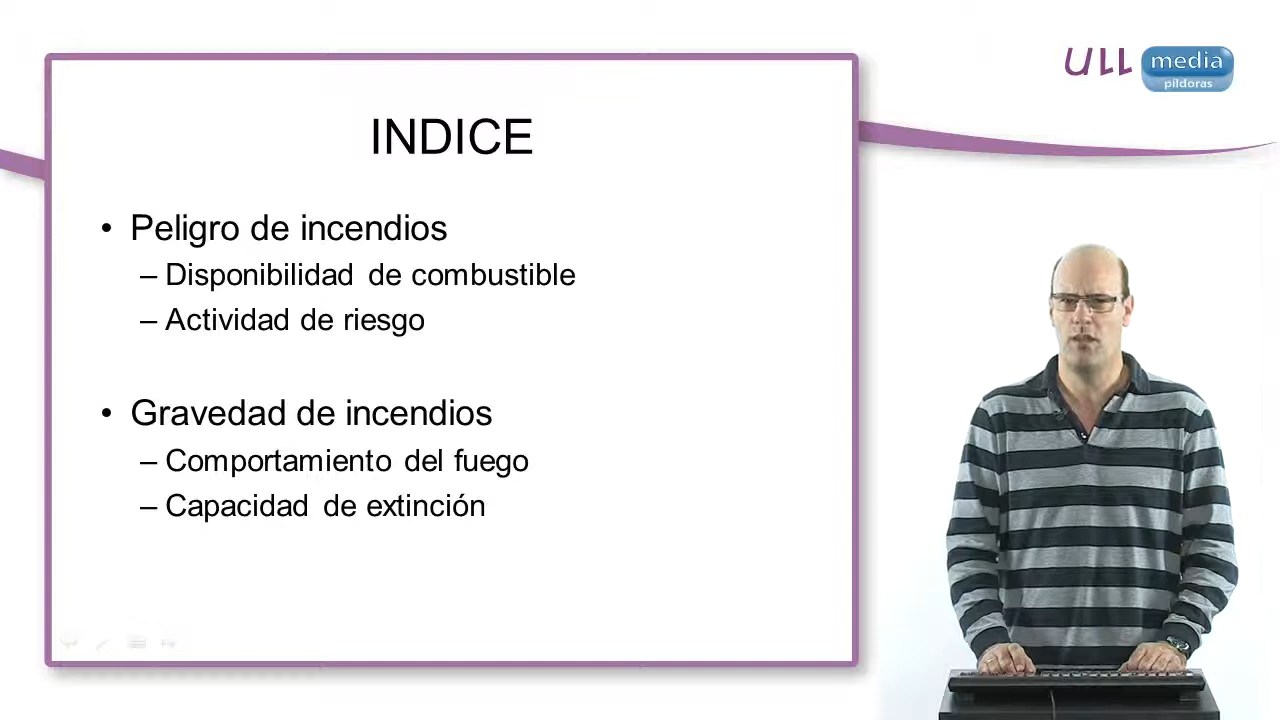 ULL media
píldoras
INDICE
• Peligro de incendios
– Disponibilidad de combustible
– Actividad de riesgo
• Gravedad de incendios
– Comportamiento del fuego
– Capacidad de extinción